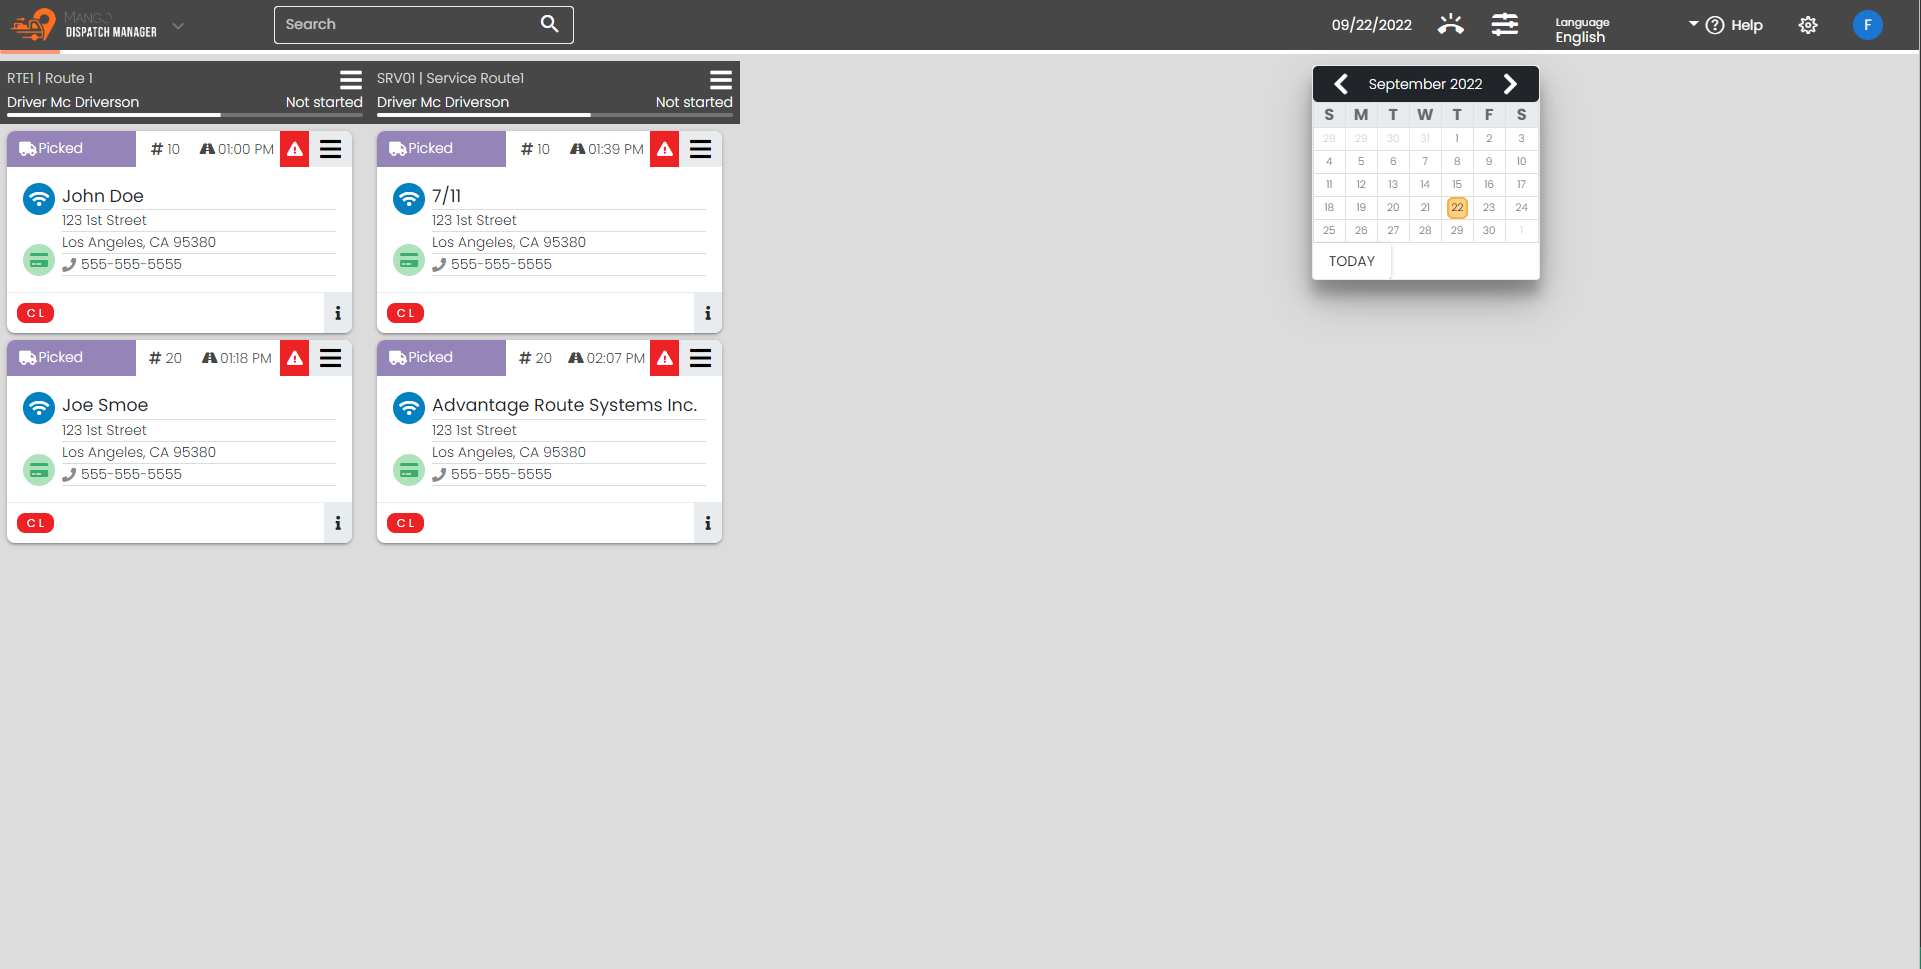 MANGO
DISPATCH MANAGER
Search
09/22/2022
Language
English
Help
F
RTE1 | Route 1
Driver Mc Driverson
Not started
SRV01 | Service Route1
Driver Mc Driverson
Not started
Picked
# 10
01:00 PM
John Doe
123 1st Street
Los Angeles, CA 95380
555-555-5555
C L
i
Picked
# 20
01:18 PM
Joe Smoe
123 1st Street
Los Angeles, CA 95380
555-555-5555
C L
i
Picked
# 10
01:39 PM
7/11
123 1st Street
Los Angeles, CA 95380
555-555-5555
C L
i
Picked
# 20
02:07 PM
Advantage Route Systems Inc.
123 1st Street
Los Angeles, CA 95380
555-555-5555
C L
i
September 2022
S M T W T F S
28 29 30 31 1 2 3
4 5 6 7 8 9 10
11 12 13 14 15 16 17
18 19 20 21 22 23 24
25 26 27 28 29 30 1
TODAY